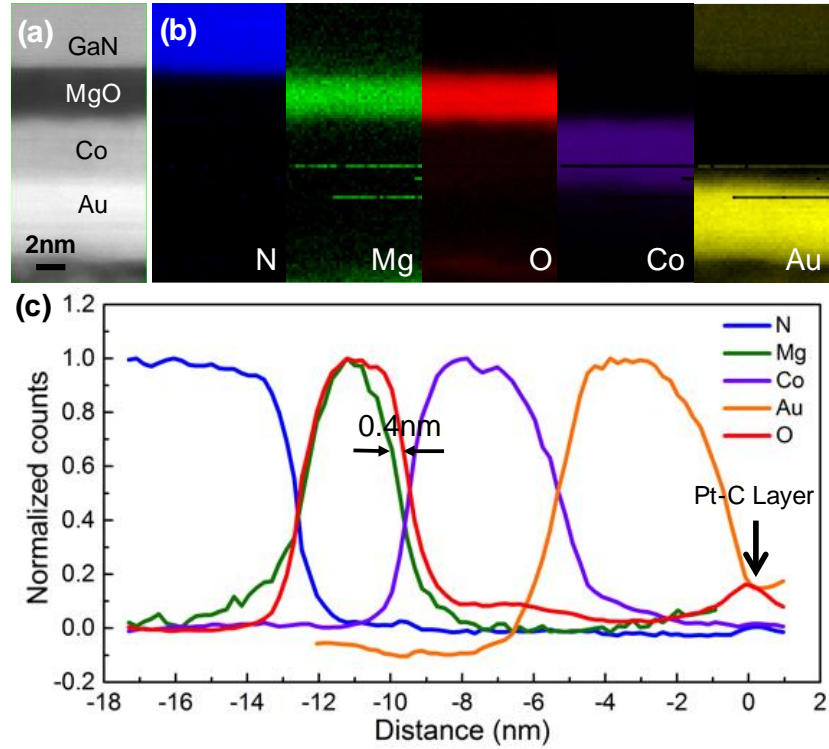 (a)
GaN
MgO
Co
Au
2nm
(b)
N
Mg
O
Co
Au
(c)
Normalized counts
1.2
1.0
0.8
0.6
0.4
0.2
0.0
-0.2
-18 -16 -14 -12 -10 -8 -6 -4 -2 0 2
Distance (nm)
0.4nm
N
Mg
Co
Au
O
Pt-C Layer